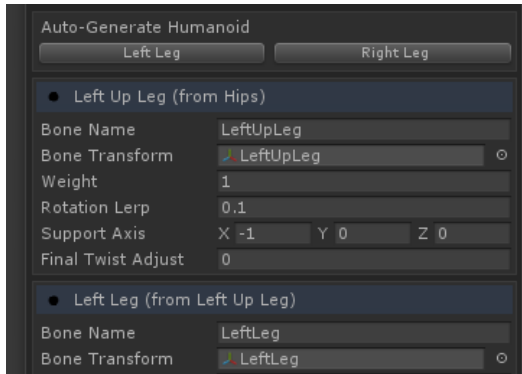 Auto-Generate Humanoid
Left Leg Right Leg
Left Up Leg (from Hips)
Bone Name LeftUpLeg
Bone Transform LeftUpLeg
Weight 1
Rotation Lerp 0.1
Support Axis X -1 Y 0 Z 0
Final Twist Adjust 0
Left Leg (from Left Up Leg)
Bone Name LeftLeg
Bone Transform LeftLeg